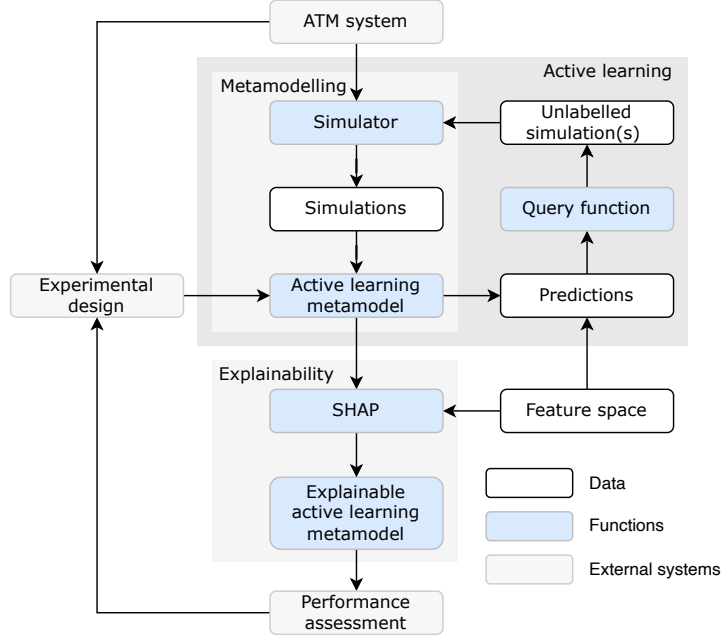 ATM system
Active learning
Metamodelling
Simulator
Unlabelled
simulation(s)
Simulations
Query function
Experimental
design
Active learning
metamodel
Predictions
Explainability
SHAP
Feature space
Explainable
active learning
metamodel
Data
Functions
External systems
Performance
assessment